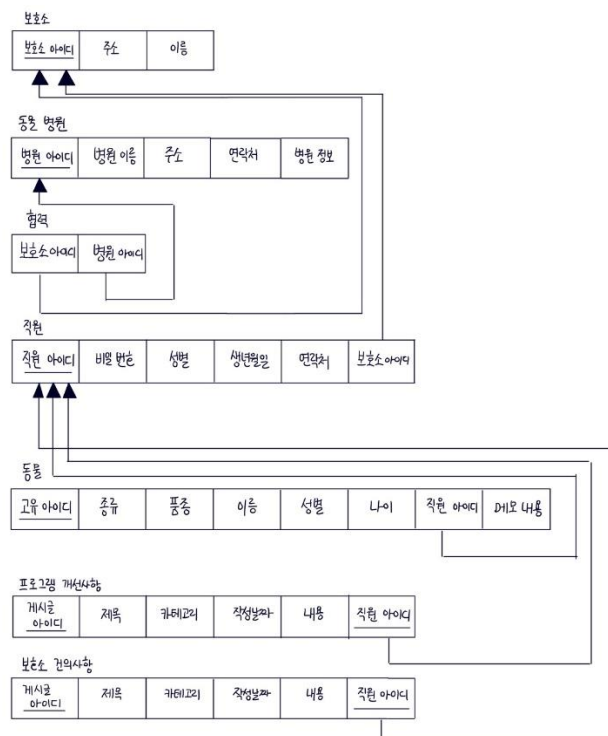 보호소
보호소 아이디 주소 이름
동물 병원
병원 아이디 병원 이름 주소 연락처 병원 정보
협력
보호소 아이디 병원 아이디
직원
직원 아이디 비밀 번호 성별 생년월일 연락처 보호소 아이디
동물
고유 아이디 종류 품종 이름 성별 나이 직원 아이디 메모 내용
프로그램 개선사항
게시글 아이디 제목 카테고리 작성날짜 내용 직원 아이디
보호소 건의사항
게시글 아이디 제목 카테고리 작성날짜 내용 직원 아이디